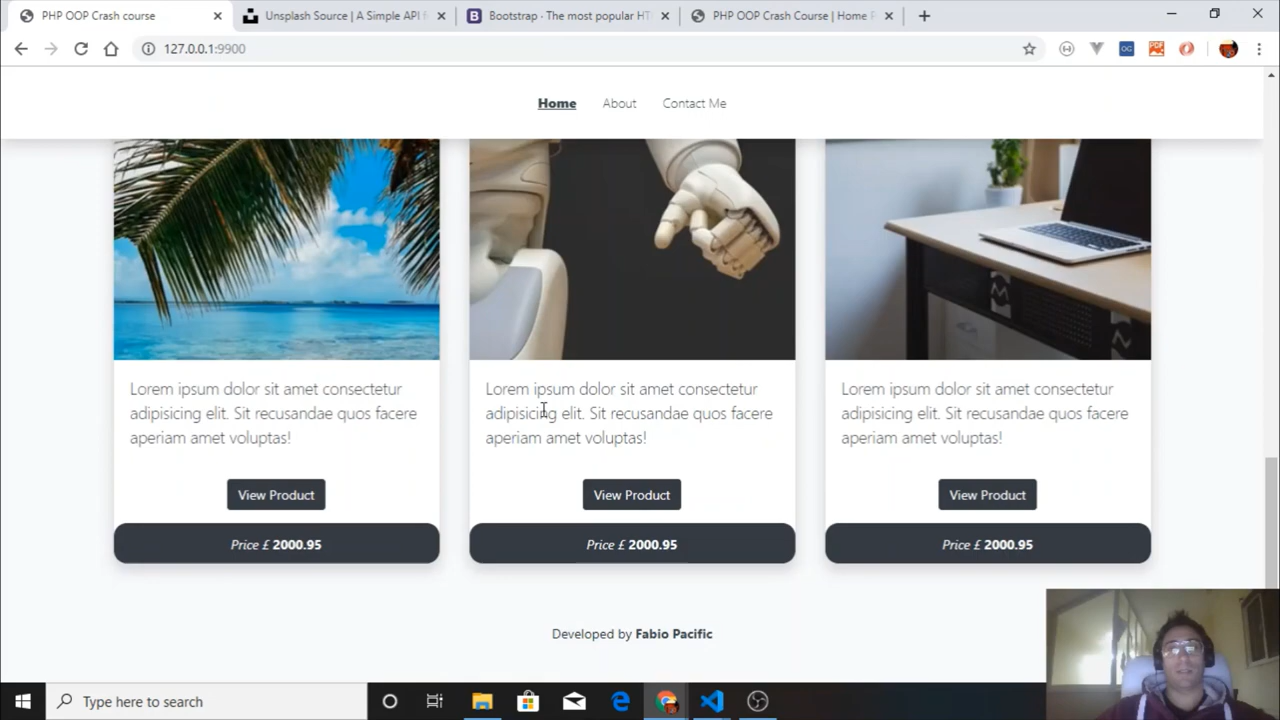 PHP OOP Crash course
Unsplash Source | A Simple API f
Bootstrap · The most popular HT
PHP OOP Crash Course | Home P
127.0.0.1:9900
Home About Contact Me
Lorem ipsum dolor sit amet consectetur
adipisicing elit. Sit recusandae quos facere
aperiam amet voluptas!
View Product
Price £ 2000.95
Lorem ipsum dolor sit amet consectetur
adipisicing elit. Sit recusandae quos facere
aperiam amet voluptas!
View Product
Price £ 2000.95
Lorem ipsum dolor sit amet consectetur
adipisicing elit. Sit recusandae quos facere
aperiam amet voluptas!
View Product
Price £ 2000.95
Developed by Fabio Pacific
Type here to search